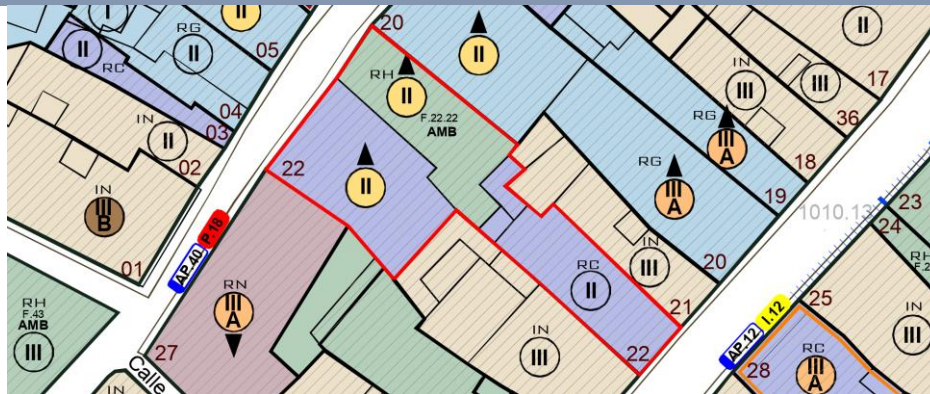 I
II
05
RG
II
II
RC
04
03
IN
II
02
IN
III
B
01
AP.40
P.18
RH
F.43
AMB
III
20
RH
II
F.22.22
AMB
II
22
II
RN
III
A
27
Calle
IN
II
III
IN
III
17
36
RG
III
A
18
RG
III
A
19
20
1010.13
IN
III
21
RC
II
22
IN
III
23
24
RH
25
IN
III
AP.12
I.12
28
RC
III
A